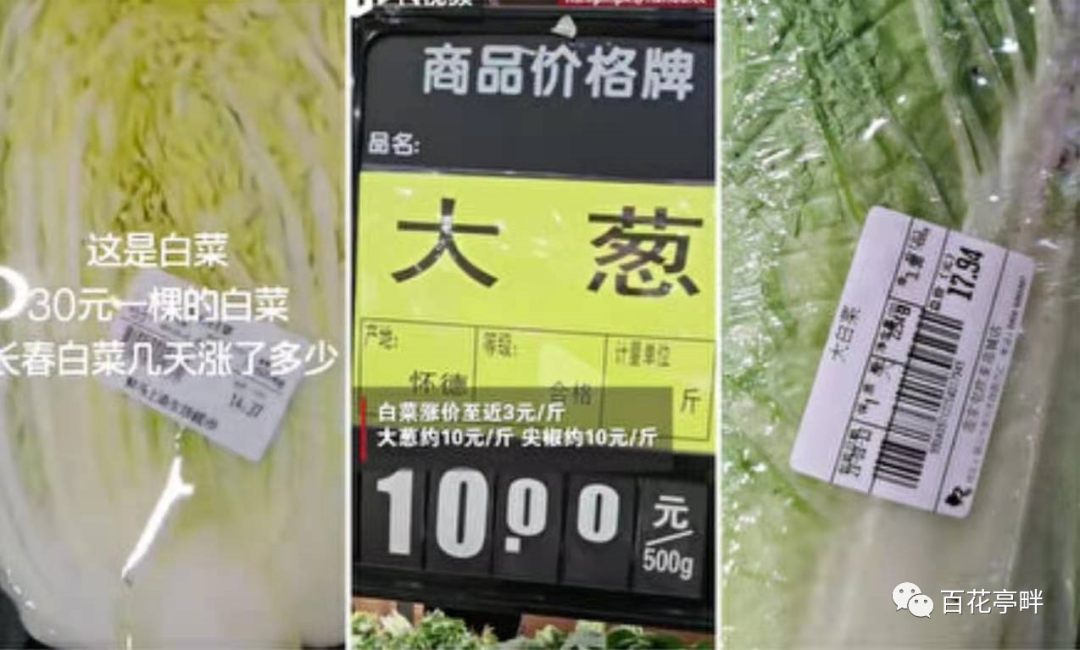 这是白菜
30元一棵的白菜
长春白菜几天涨了多少
14.37
商品价格牌
品名:
大葱
产地:
怀德
等级:
合格
计量单位
斤
白菜涨价至近3元/斤
大葱约10元/斤 尖椒约10元/斤
10.00
元/500g
大白菜
17.94
百花亭畔